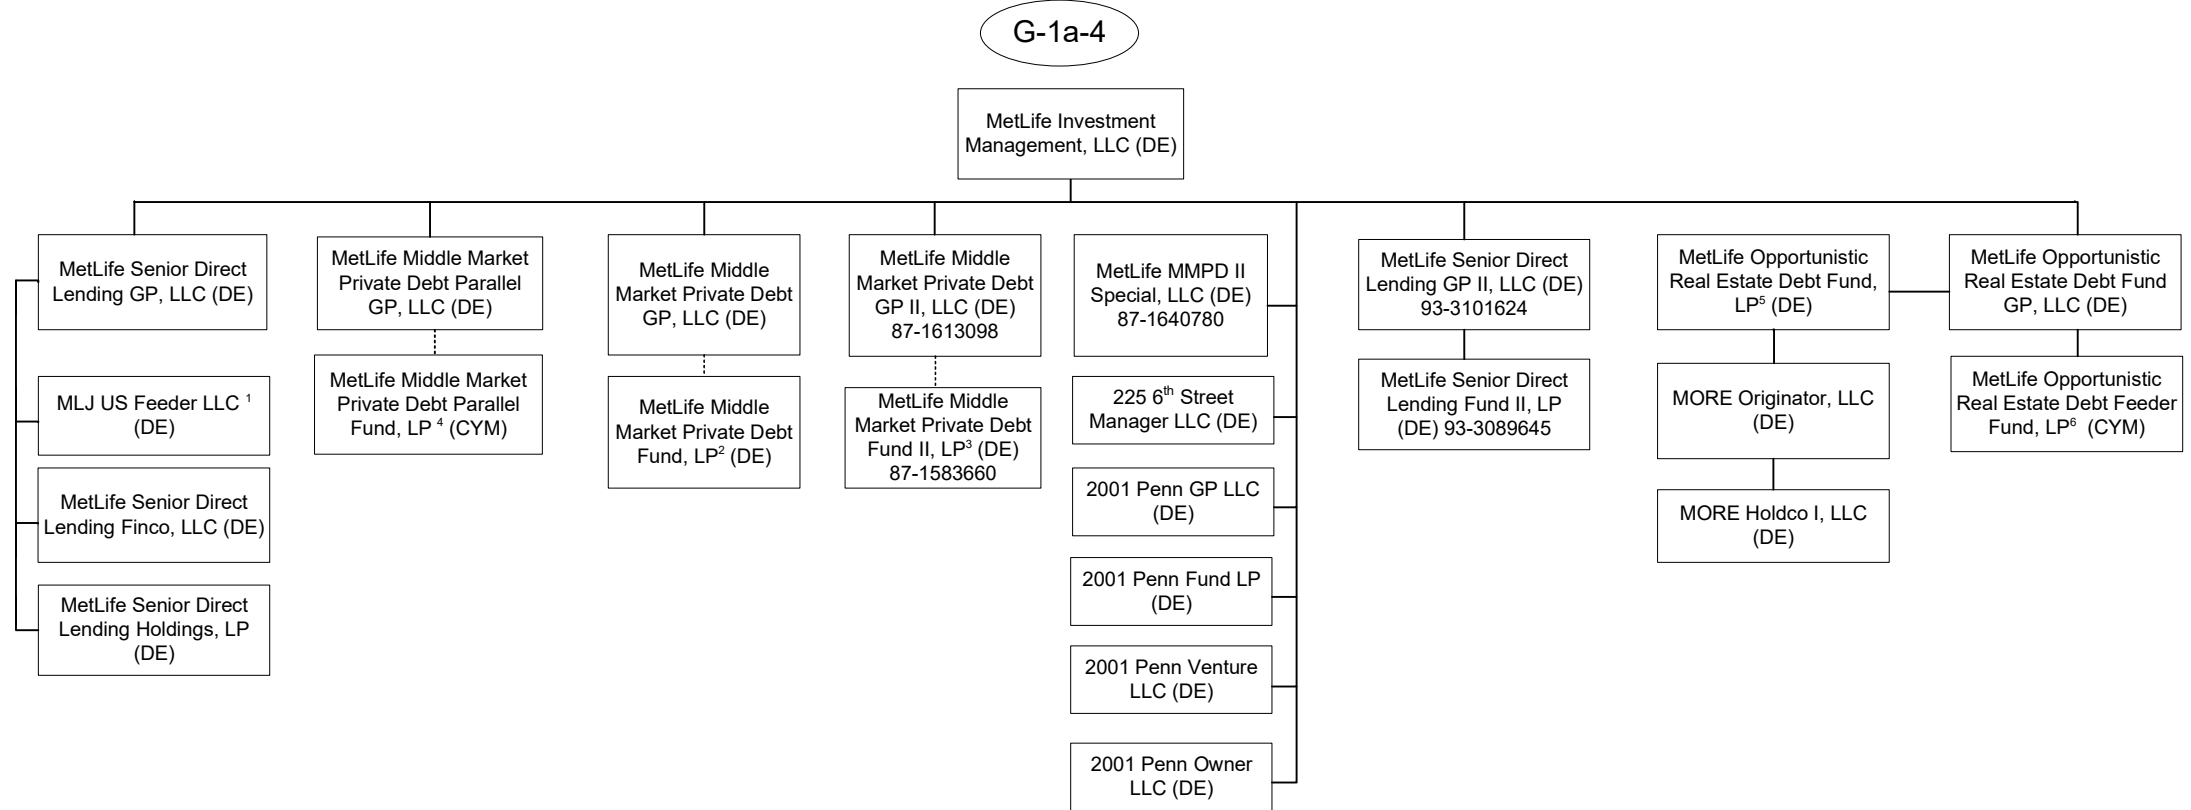 G-1a-4
MetLife Investment
Management, LLC (DE)
MetLife Senior Direct
Lending GP, LLC (DE)
MLJ US Feeder LLC 1
(DE)
MetLife Senior Direct
Lending Finco, LLC (DE)
MetLife Senior Direct
Lending Holdings, LP
(DE)
MetLife Middle Market
Private Debt Parallel
GP, LLC (DE)
MetLife Middle Market
Private Debt Parallel
Fund, LP 4 (CYM)
MetLife Middle
Market Private Debt
GP, LLC (DE)
MetLife Middle
Market Private Debt
Fund, LP2 (DE)
MetLife Middle
Market Private Debt
GP II, LLC (DE)
87-1613098
MetLife Middle
Market Private Debt
Fund II, LP3 (DE)
87-1583660
MetLife MMPD II
Special, LLC (DE)
87-1640780
225 6th Street
Manager LLC (DE)
2001 Penn GP LLC
(DE)
2001 Penn Fund LP
(DE)
2001 Penn Venture
LLC (DE)
2001 Penn Owner
LLC (DE)
MetLife Senior Direct
Lending GP II, LLC (DE)
93-3101624
MetLife Senior Direct
Lending Fund II, LP
(DE) 93-3089645
MetLife Opportunistic
Real Estate Debt Fund,
LP5 (DE)
MORE Originator, LLC
(DE)
MORE Holdco I, LLC
(DE)
MetLife Opportunistic
Real Estate Debt Fund
GP, LLC (DE)
MetLife Opportunistic
Real Estate Debt Feeder
Fund, LP6 (CYM)